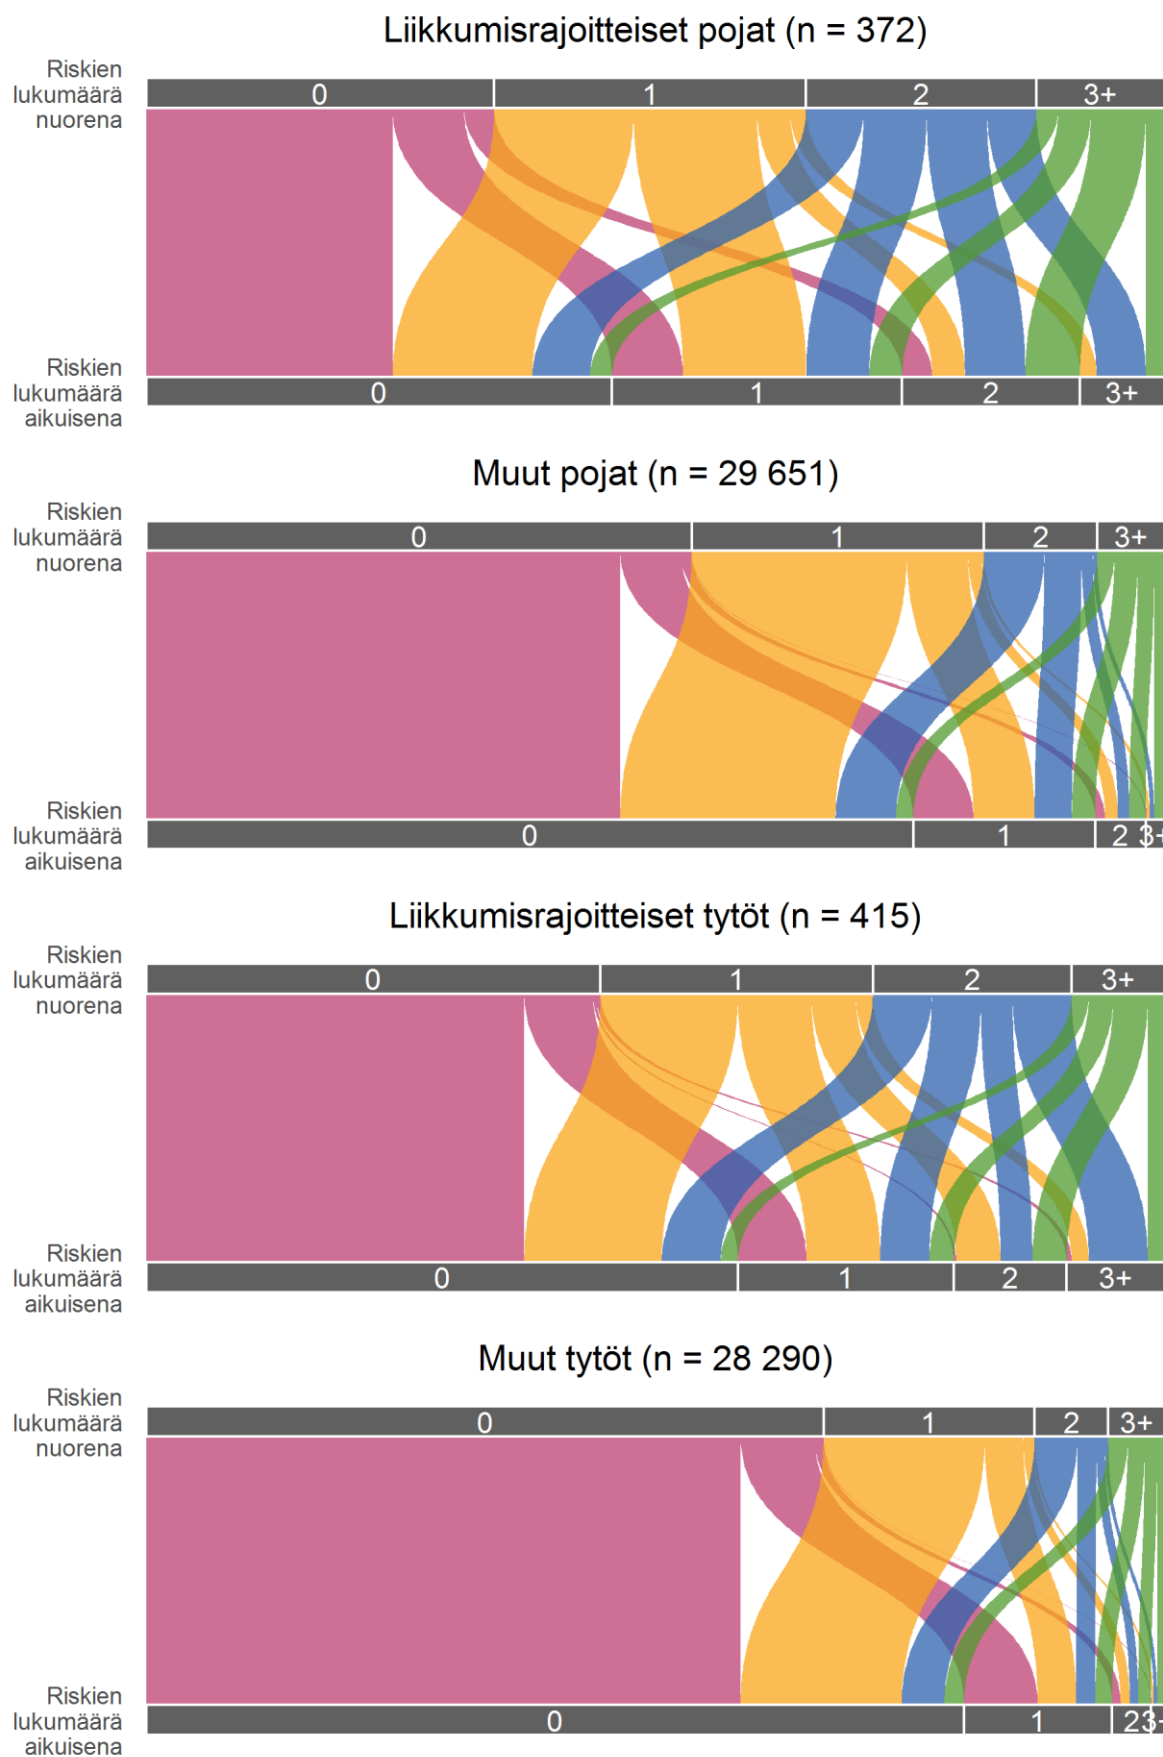 Liikkumisrajoitteiset pojat (n = 372)
Riskien
lukumäärä
nuorena
0 1 2 3+
Riskien
lukumäärä
aikuisena
0 1 2 3+
Muut pojat (n = 29 651)
Riskien
lukumäärä
nuorena
0 1 2 3+
Riskien
lukumäärä
aikuisena
0 1 2 3+
Liikkumisrajoitteiset tytöt (n = 415)
Riskien
lukumäärä
nuorena
0 1 2 3+
Riskien
lukumäärä
aikuisena
0 1 2 3+
Muut tytöt (n = 28 290)
Riskien
lukumäärä
nuorena
0 1 2 3+
Riskien
lukumäärä
aikuisena
0 1 2 3+